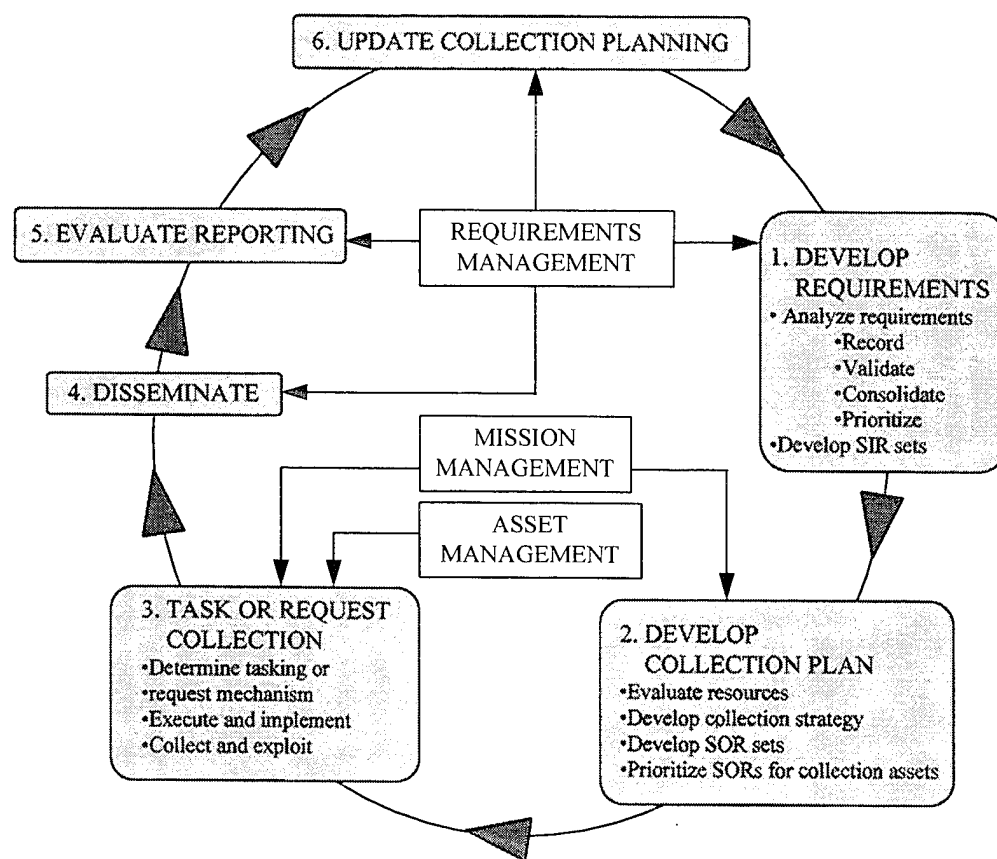 6. UPDATE COLLECTION PLANNING
5. EVALUATE REPORTING
REQUIREMENTS
MANAGEMENT
1. DEVELOP
REQUIREMENTS
• Analyze requirements
•Record
•Validate
•Consolidate
•Prioritize
•Develop SIR sets
4. DISSEMINATE
MISSION
MANAGEMENT
ASSET
MANAGEMENT
3. TASK OR REQUEST
COLLECTION
•Determine tasking or
•request mechanism
•Execute and implement
•Collect and exploit
2. DEVELOP
COLLECTION PLAN
•Evaluate resources
•Develop collection strategy
•Develop SOR sets
•Prioritize SORs for collection assets